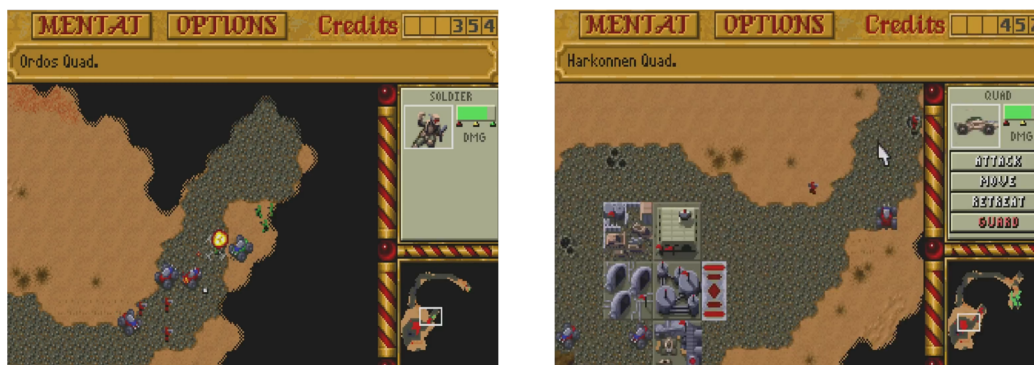 MENTAT OPTIONS Credits 354
Ordos Quad.
SOLDIER
DMG
MENTAT OPTIONS Credits 452
Harkonnen Quad.
QUAD
DMG
ATTACK
MOVE
RETREAT
GUARD